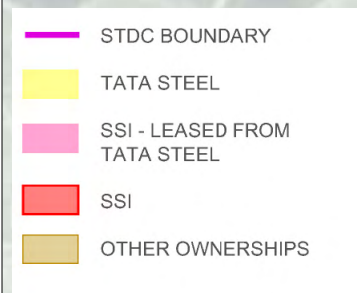 STDC BOUNDARY
TATA STEEL
SSI - LEASED FROM
TATA STEEL
SSI
OTHER OWNERSHIPS